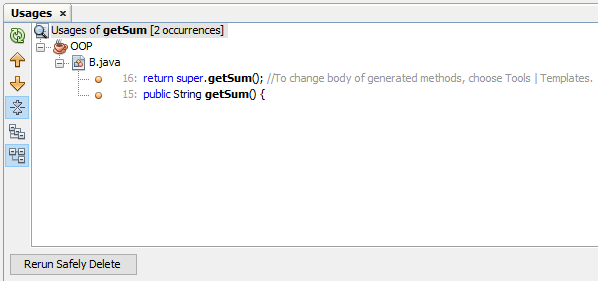 Usages
Usages of getSum [2 occurrences]
OOP
B.java
16: return super.getSum(); //To change body of generated methods, choose Tools | Templates.
15: public String getSum() {
Rerun Safely Delete